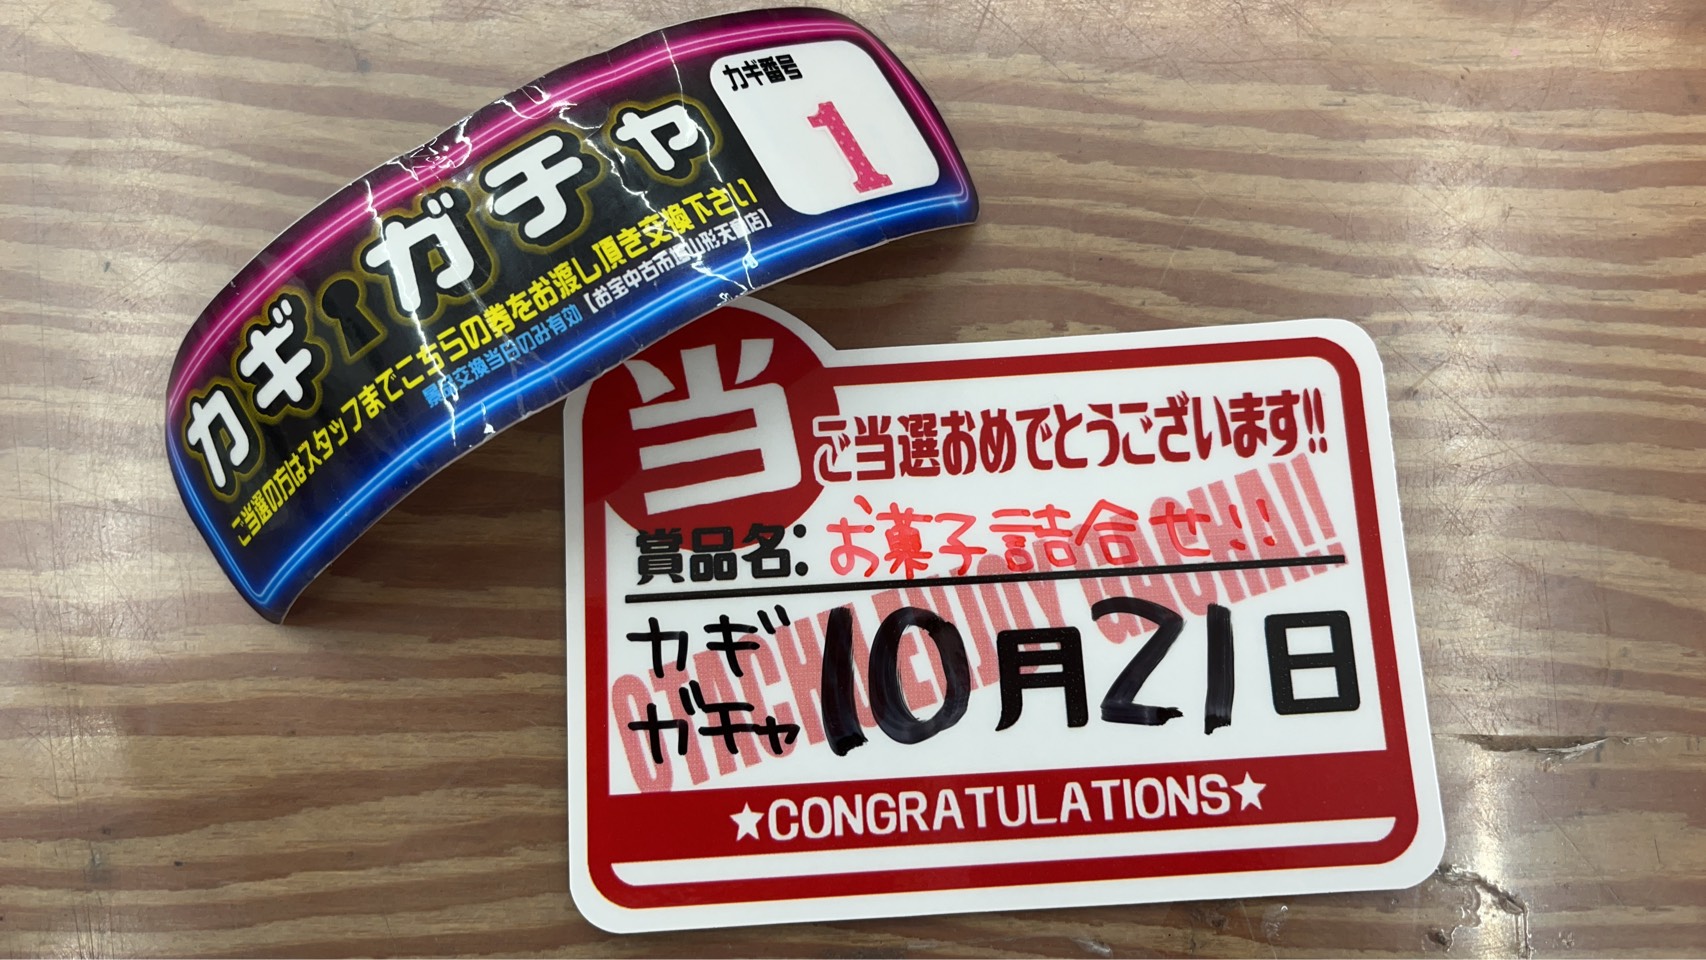 カギ番号
1
カギガチャ
ご当選の方はスタッフまでこちらの券をお渡し頂き交換下さい
景品交換当日のみ有効【お宝中古市場山形天童店】
当
ご当選おめでとうございます!!
賞品名:お菓子詰合せ!!
カギ
ガチャ
10月21日
★CONGRATULATIONS★